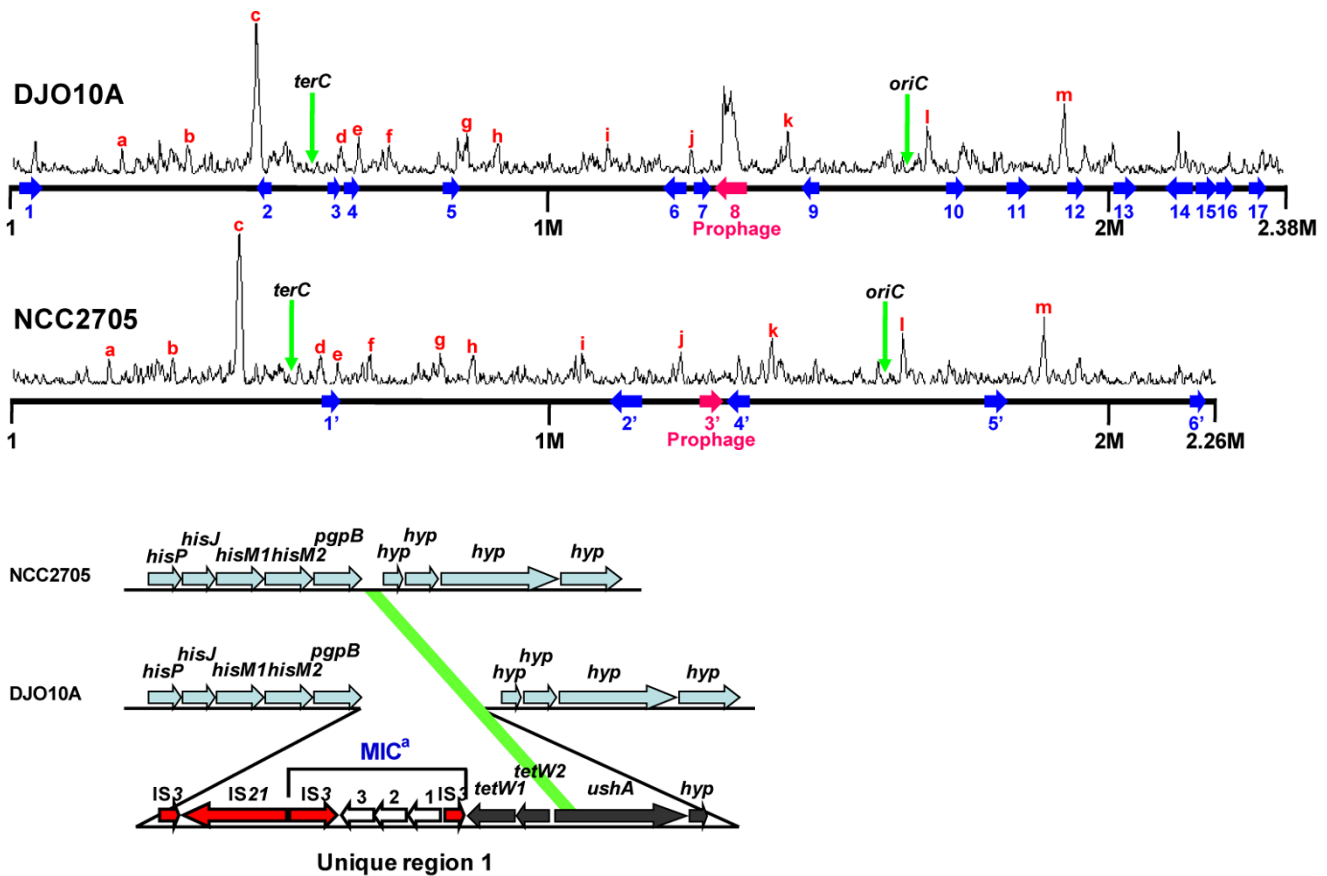 c
terC
oriC
DJO10A
a b d e f g h i j k l m
1 2 3 4 5 6 7 8 9 10 11 12 13 14 15 16 17
Prophage
1 1M 2M 2.38M
c
terC
oriC
NCC2705
a b d e f g h i j k l m
1' 2' 3' 4' 5' 6'
Prophage
1 1M 2M 2.26M
hisP hisJ hisM1 hisM2 pgpB hyp hyp hyp hyp
NCC2705
hisP hisJ hisM1 hisM2 pgpB hyp hyp hyp hyp
DJO10A
MICa
IS3 IS21 IS3 3 2 1 IS3 tetW1 tetW2 ushA hyp
Unique region 1